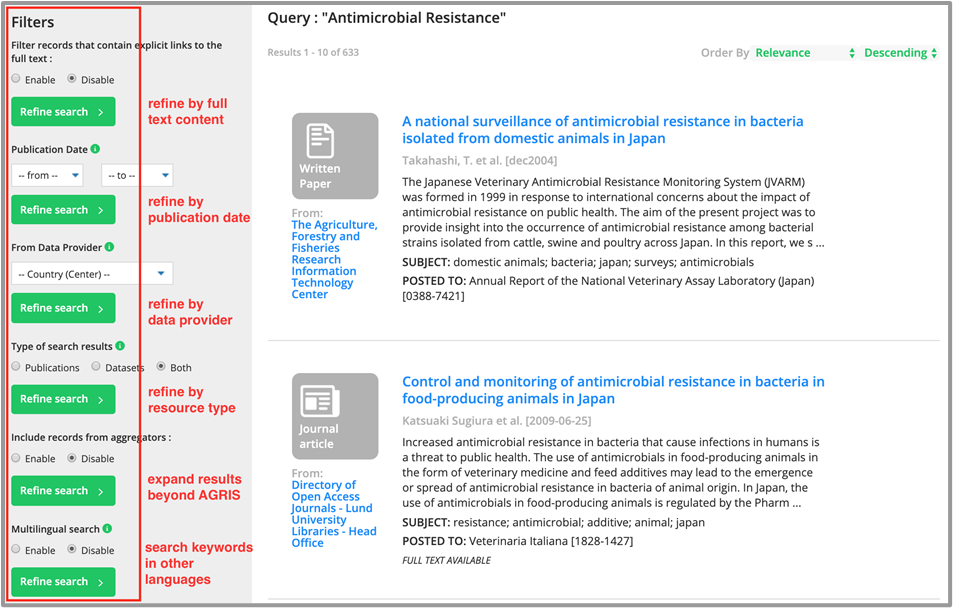 Filters
Filter records that contain explicit links to the
full text :
Enable Disable
Refine search >
refine by full
text content
Publication Date i
-- from -- -- to --
Refine search >
refine by
publication date
From Data Provider i
-- Country (Center) --
Refine search >
refine by
data provider
Type of search results i
Publications Datasets Both
Refine search >
refine by
resource type
Include records from aggregators :
Enable Disable
Refine search >
expand results
beyond AGRIS
Multilingual search i
Enable Disable
Refine search >
search keywords
in other
languages
Query : "Antimicrobial Resistance"
Results 1 - 10 of 633
Order By Relevance Descending
Written
Paper
From:
The Agriculture,
Forestry and
Fisheries
Research
Information
Technology
Center
A national surveillance of antimicrobial resistance in bacteria
isolated from domestic animals in Japan
Takahashi, T. et al. [dec2004]
The Japanese Veterinary Antimicrobial Resistance Monitoring System (JVARM)
was formed in 1999 in response to international concerns about the impact of
antimicrobial resistance on public health. The aim of the present project was to
provide insight into the occurrence of antimicrobial resistance among bacterial
strains isolated from cattle, swine and poultry across Japan. In this report, we s ...
SUBJECT: domestic animals; bacteria; japan; surveys; antimicrobials
POSTED TO: Annual Report of the National Veterinary Assay Laboratory (Japan)
[0388-7421]
Journal
article
From:
Directory of
Open Access
Journals - Lund
University
Libraries - Head
Office
Control and monitoring of antimicrobial resistance in bacteria in
food-producing animals in Japan
Katsuaki Sugiura et al. [2009-06-25]
Increased antimicrobial resistance in bacteria that cause infections in humans is
a threat to public health. The use of antimicrobials in food-producing animals in
the form of veterinary medicine and feed additives may lead to the emergence
or spread of antimicrobial resistance in bacteria of animal origin. In Japan, the
use of antimicrobials in food-producing animals is regulated by the Pharm ...
SUBJECT: resistance; antimicrobial; additive; animal; japan
POSTED TO: Veterinaria Italiana [1828-1427]
FULL TEXT AVAILABLE